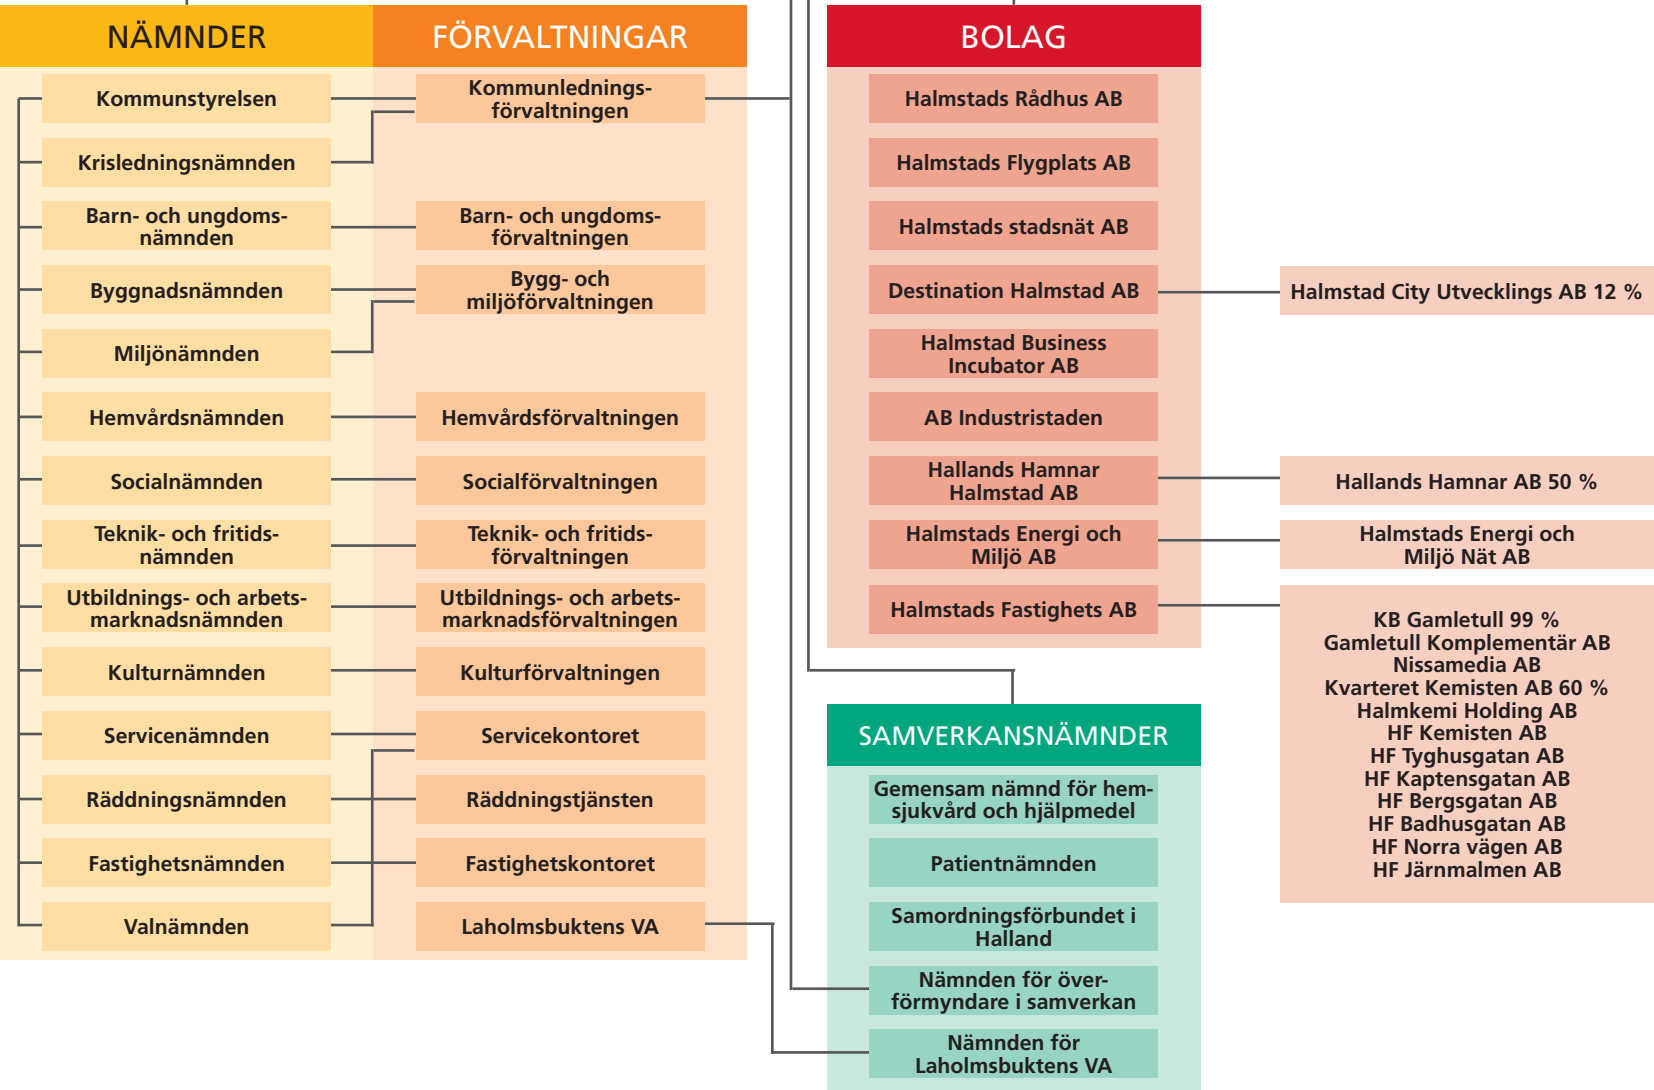 NÄMNDER
Kommunstyrelsen
Krisledningsnämnden
Barn- och ungdoms-
nämnden
Byggnadsnämnden
Miljönämnden
Hemvårdsnämnden
Socialnämnden
Teknik- och fritids-
nämnden
Utbildnings- och arbets-
marknadsnämnden
Kulturnämnden
Servicenämnden
Räddningsnämnden
Fastighetsnämnden
Valnämnden
FÖRVALTNINGAR
Kommunlednings-
förvaltningen
Barn- och ungdoms-
förvaltningen
Bygg- och
miljöförvaltningen
Hemvårdsförvaltningen
Socialförvaltningen
Teknik- och fritids-
förvaltningen
Utbildnings- och arbets-
marknadsförvaltningen
Kulturförvaltningen
Servicekontoret
Räddningstjänsten
Fastighetskontoret
Laholmsbuktens VA
BOLAG
Halmstads Rådhus AB
Halmstads Flygplats AB
Halmstads stadsnät AB
Destination Halmstad AB
Halmstad Business
Incubator AB
AB Industristaden
Hallands Hamnar
Halmstad AB
Halmstads Energi och
Miljö AB
Halmstads Fastighets AB
Halmstad City Utvecklings AB 12 %
Hallands Hamnar AB 50 %
Halmstads Energi och
Miljö Nät AB
KB Gamletull 99 %
Gamletull Komplementär AB
Nissamedia AB
Kvarteret Kemisten AB 60 %
Halmkemi Holding AB
HF Kemisten AB
HF Tyghusgatan AB
HF Kaptensgatan AB
HF Bergsgatan AB
HF Badhusgatan AB
HF Norra vägen AB
HF Järnmalmen AB
SAMVERKANSNÄMNDER
Gemensam nämnd för hem-
sjukvård och hjälpmedel
Patientnämnden
Samordningsförbundet i
Halland
Nämnden för över-
förmyndare i samverkan
Nämnden för
Laholmsbuktens VA